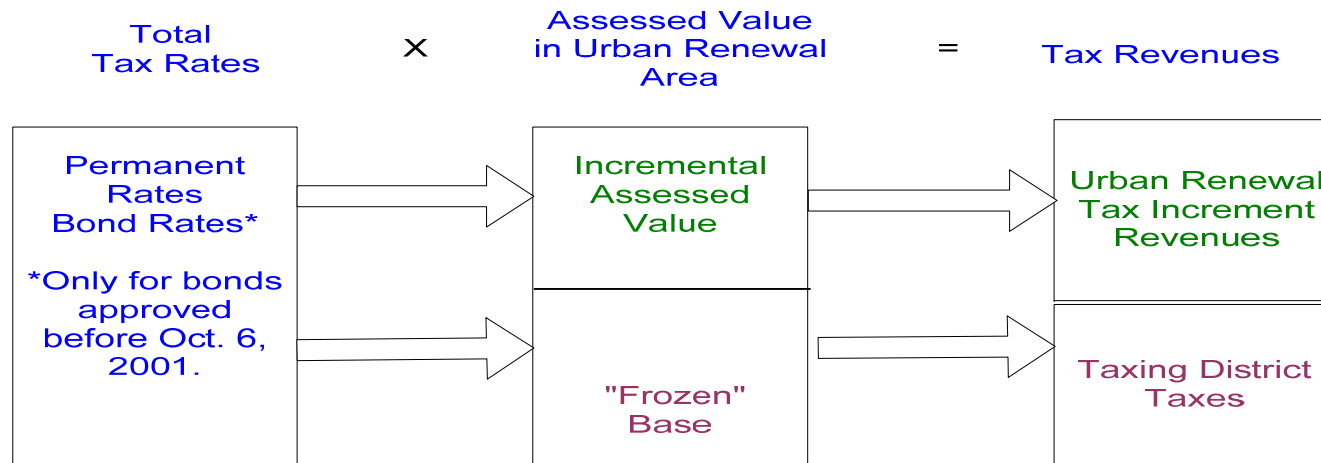 Total
Tax Rates
X
Assessed Value
in Urban Renewal
Area
=
Tax Revenues
Permanent
Rates
Bond Rates*
*Only for bonds
approved
before Oct. 6,
2001.
Incremental
Assessed
Value
"Frozen"
Base
Urban Renewal
Tax Increment
Revenues
Taxing District
Taxes